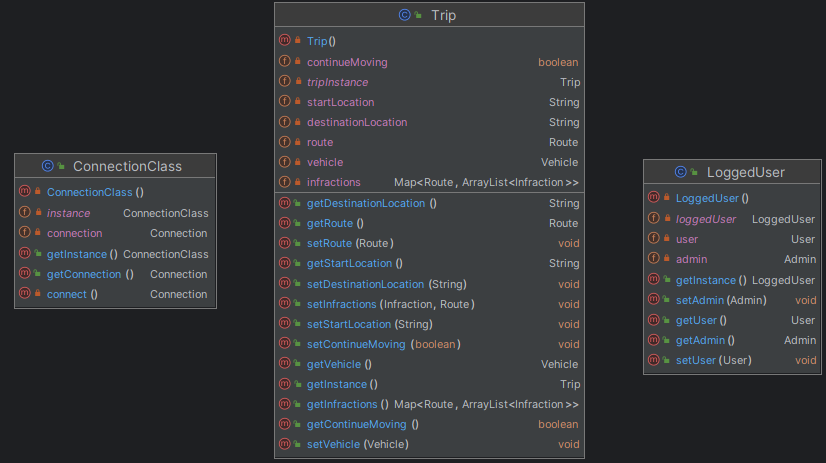 ConnectionClass
ConnectionClass()
instance ConnectionClass
connection Connection
getInstance() ConnectionClass
getConnection() Connection
connect() Connection
Trip
Trip()
continueMoving boolean
tripInstance Trip
startLocation String
destinationLocation String
route Route
vehicle Vehicle
infractions Map<Route, ArrayList<Infraction>>
getDestinationLocation() String
getRoute() Route
setRoute(Route) void
getStartLocation() String
setDestinationLocation(String) void
setInfractions(Infraction, Route) void
setStartLocation(String) void
setContinueMoving(boolean) void
getVehicle() Vehicle
getInstance() Trip
getInfractions() Map<Route, ArrayList<Infraction>>
getContinueMoving() boolean
setVehicle(Vehicle) void
LoggedUser
LoggedUser()
loggedUser LoggedUser
user User
admin Admin
getInstance() LoggedUser
setAdmin(Admin) void
getUser() User
getAdmin() Admin
setUser(User) void